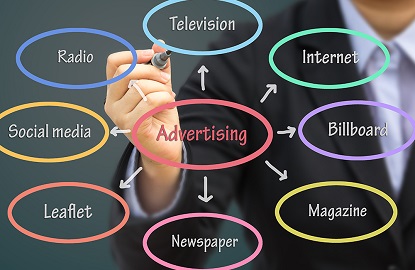 Television
Radio
Internet
Social media
Advertising
Billboard
Leaflet
Magazine
Newspaper